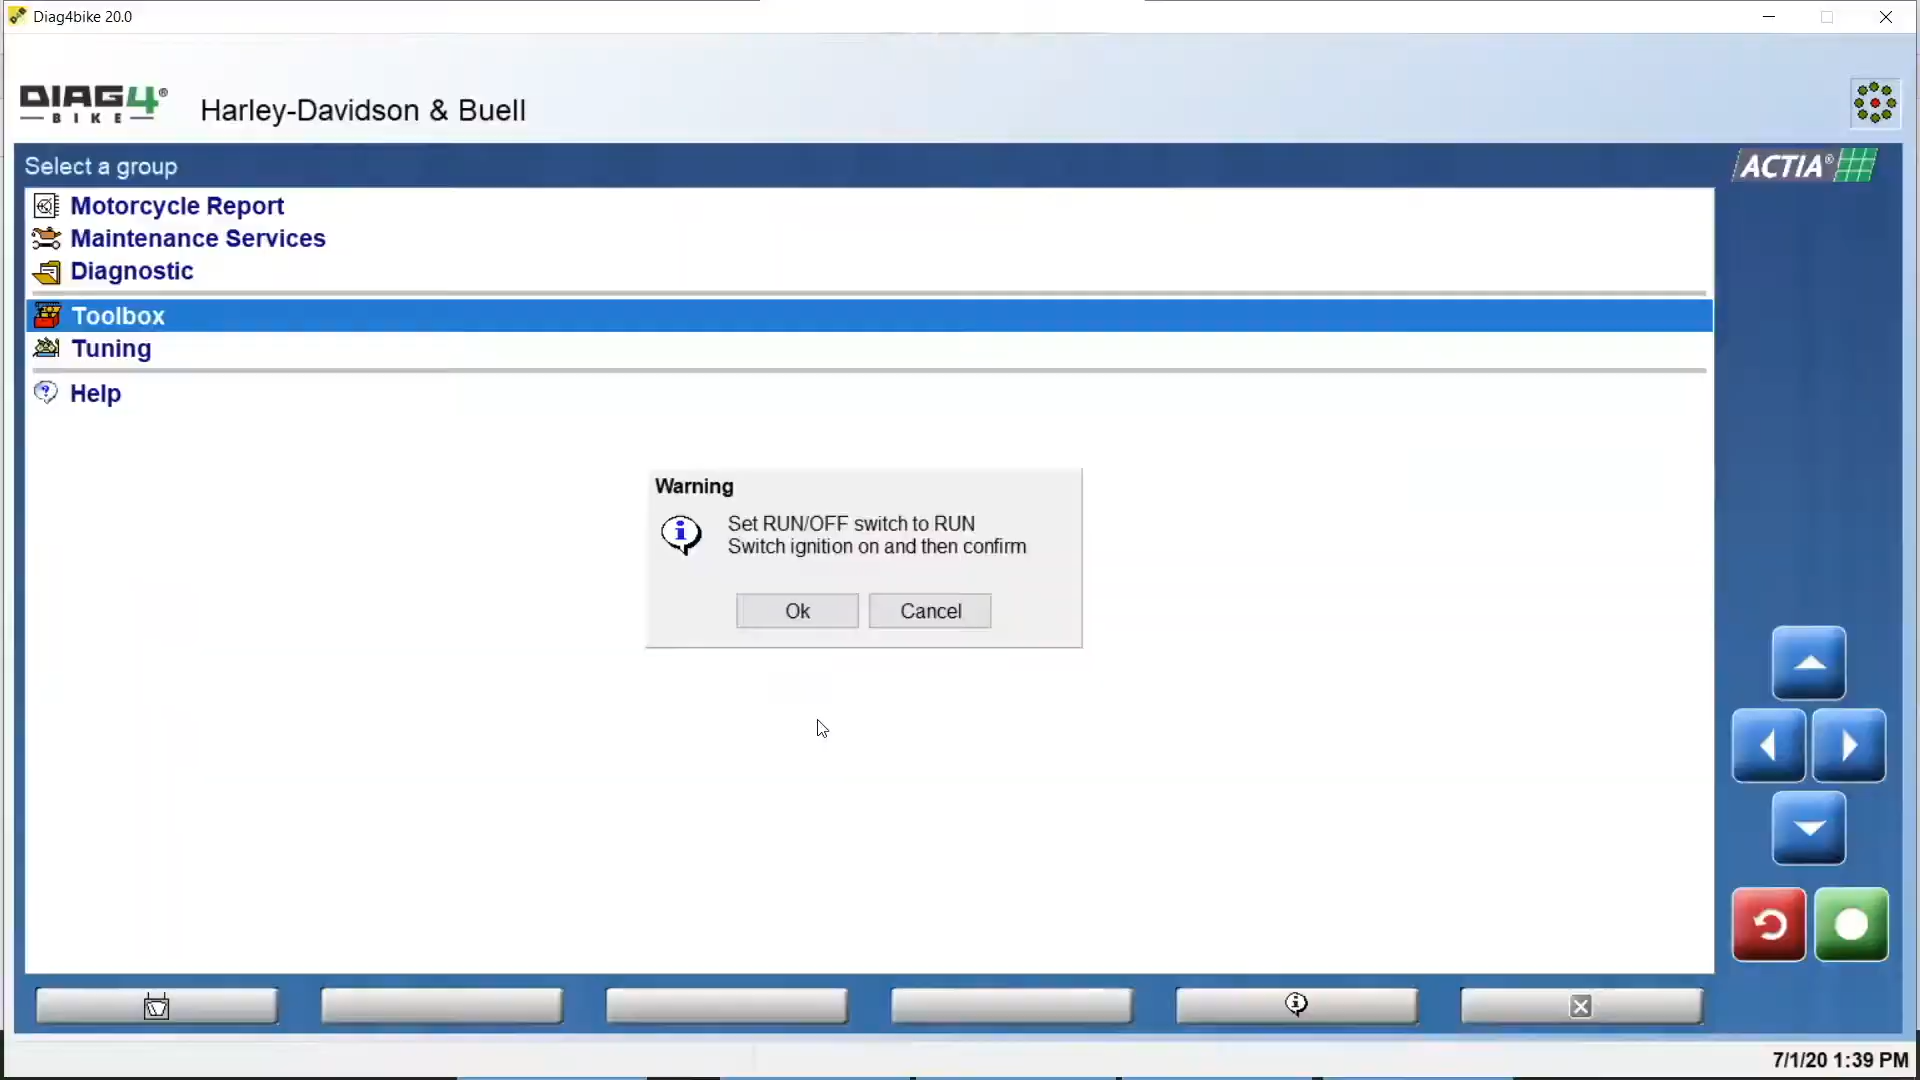 Diag4bike 20.0
DIAG4®
BIKE
Harley-Davidson & Buell
Select a group
ACTIA®
Motorcycle Report
Maintenance Services
Diagnostic
Toolbox
Tuning
Help
Warning
Set RUN/OFF switch to RUN
Switch ignition on and then confirm
Ok
Cancel
7/1/20 1:39 PM